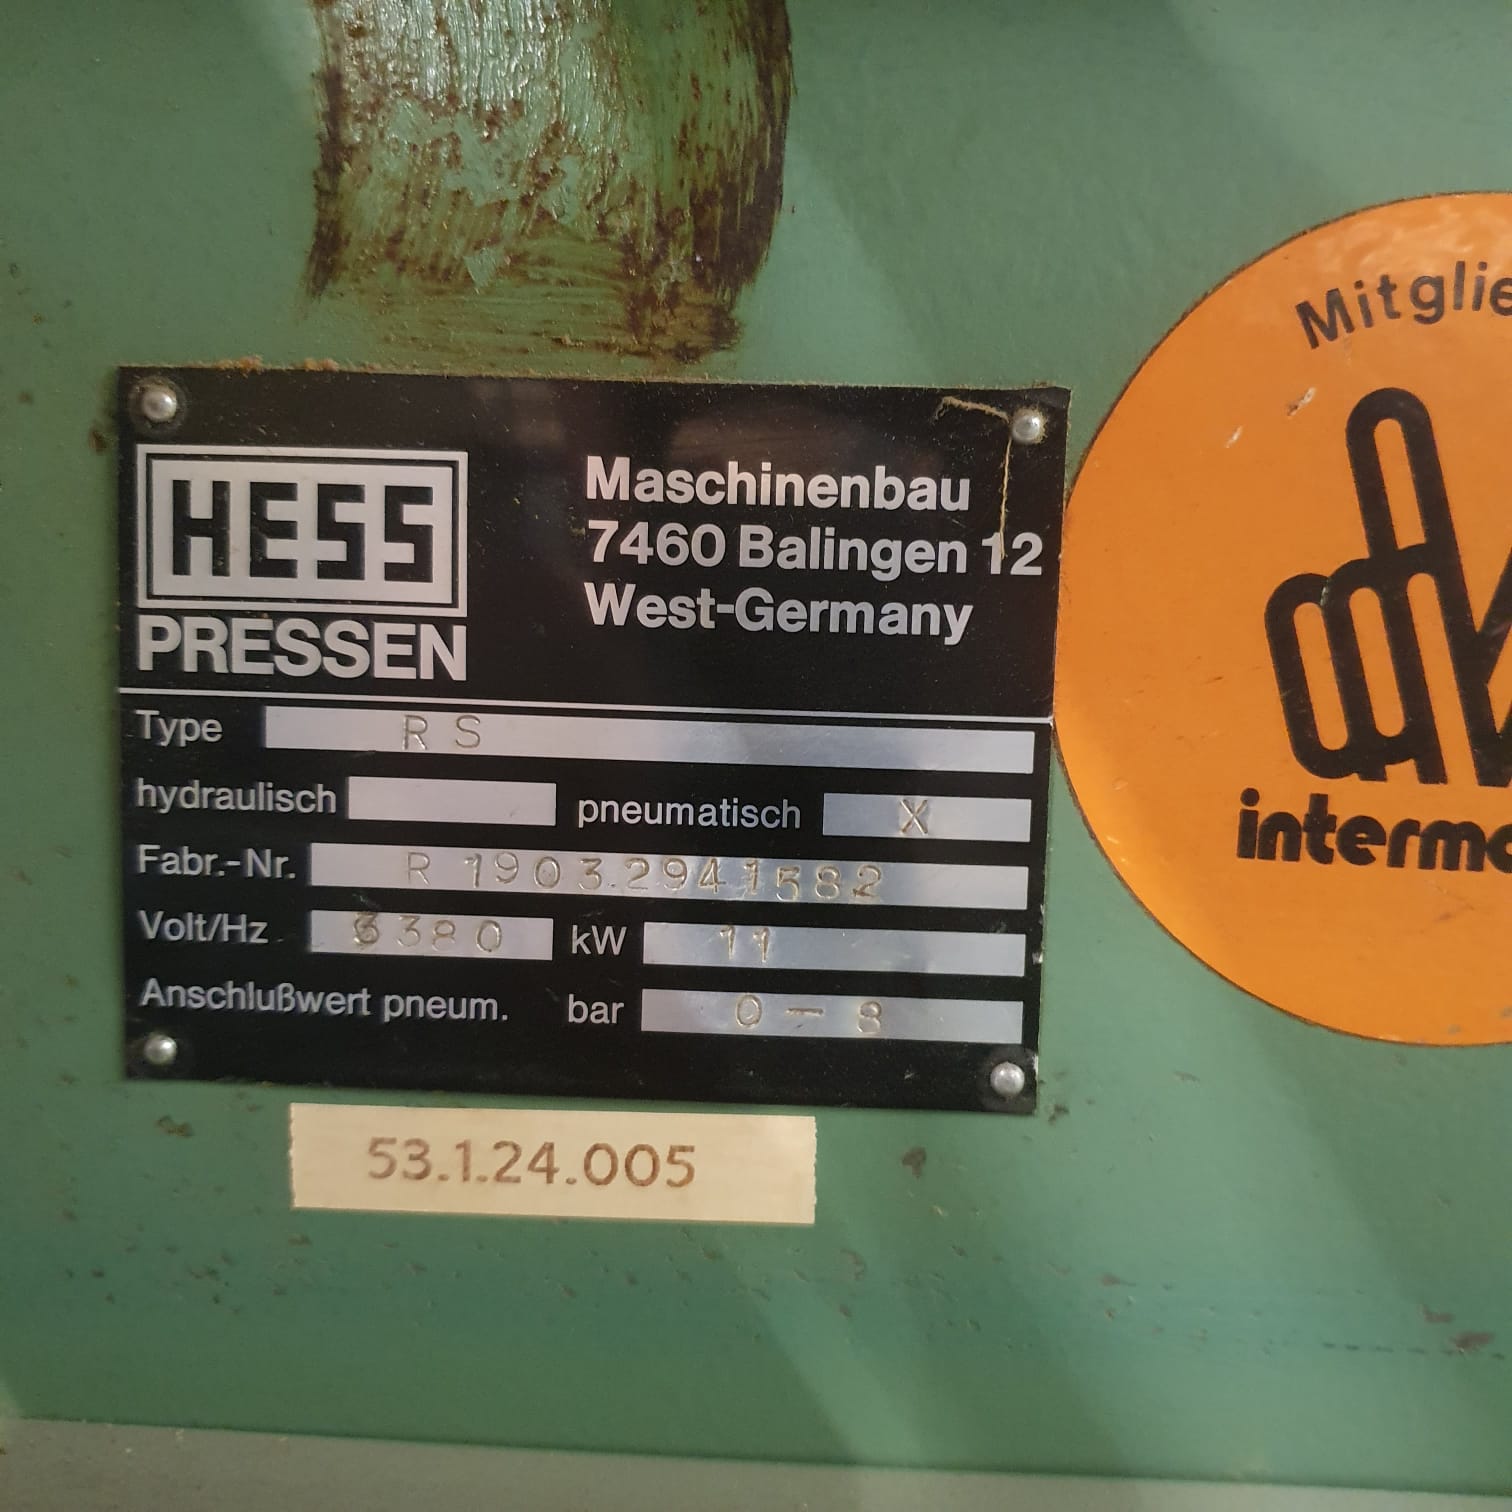 HESS
PRESSEN
Maschinenbau
7460 Balingen 12
West-Germany
Type RS
hydraulisch pneumatisch X
Fabr.-Nr. R 1903.2941582
Volt/Hz 3380 kW 11
Anschlußwert pneum. bar 0 - 8
53.1.24.005
Mitglie
interma